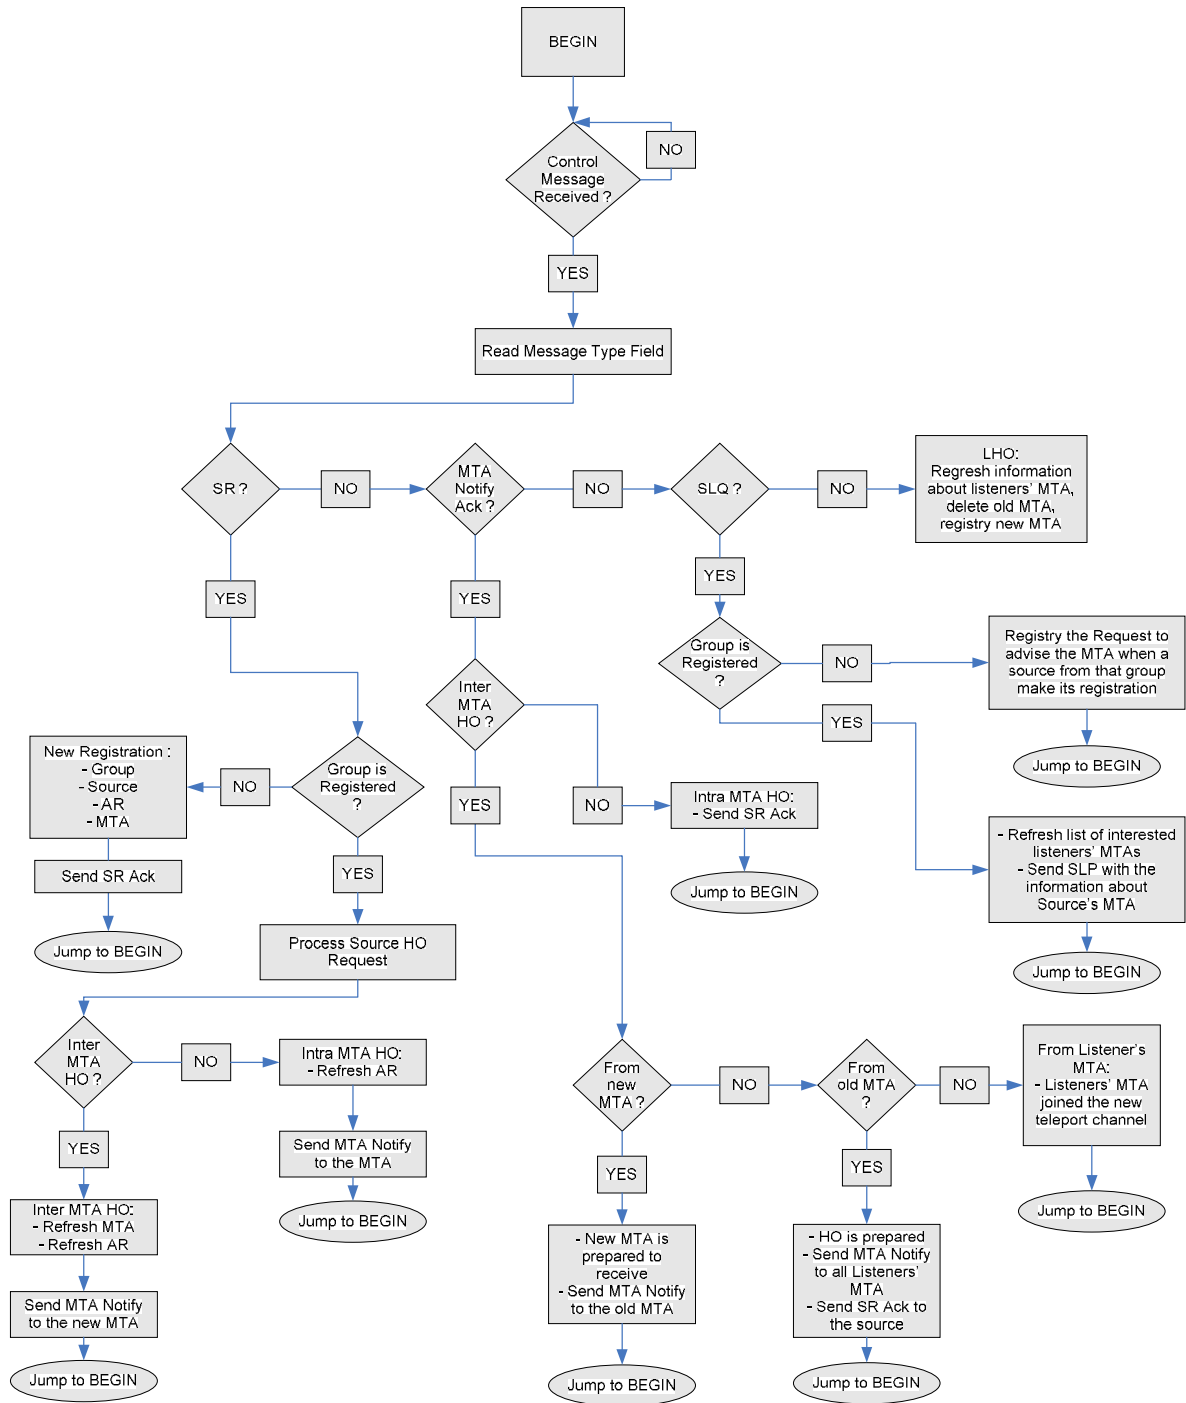 BEGIN
NO
Control
Message
Received ?
YES
Read Message Type Field
SR ?
NO
MTA
Notify
Ack ?
NO
SLQ ?
NO
LHO:
Regresh information
about listeners' MTA,
delete old MTA,
registry new MTA
YES
YES
YES
Group is
Registered
?
NO
Registry the Request to
advise the MTA when a
source from that group
make its registration
Inter
MTA
HO ?
YES
Jump to BEGIN
New Registration :
- Group
- Source
- AR
- MTA
NO
Group is
Registered
?
YES
NO
Intra MTA HO:
- Send SR Ack
Jump to BEGIN
- Refresh list of interested
listeners' MTAs
- Send SLP with the
information about
Source's MTA
Jump to BEGIN
Send SR Ack
Jump to BEGIN
YES
Process Source HO
Request
Inter
MTA
HO ?
NO
Intra MTA HO:
- Refresh AR
Send MTA Notify
to the MTA
Jump to BEGIN
YES
Inter MTA HO:
- Refresh MTA
- Refresh AR
Send MTA Notify
to the new MTA
Jump to BEGIN
From
new
MTA ?
NO
From
old MTA
?
NO
From Listener's
MTA:
- Listeners' MTA
joined the new
teleport channel
Jump to BEGIN
YES
- New MTA is
prepared to
receive
- Send MTA Notify
to the old MTA
Jump to BEGIN
YES
- HO is prepared
- Send MTA Notify
to all Listeners'
MTA
- Send SR Ack to
the source
Jump to BEGIN